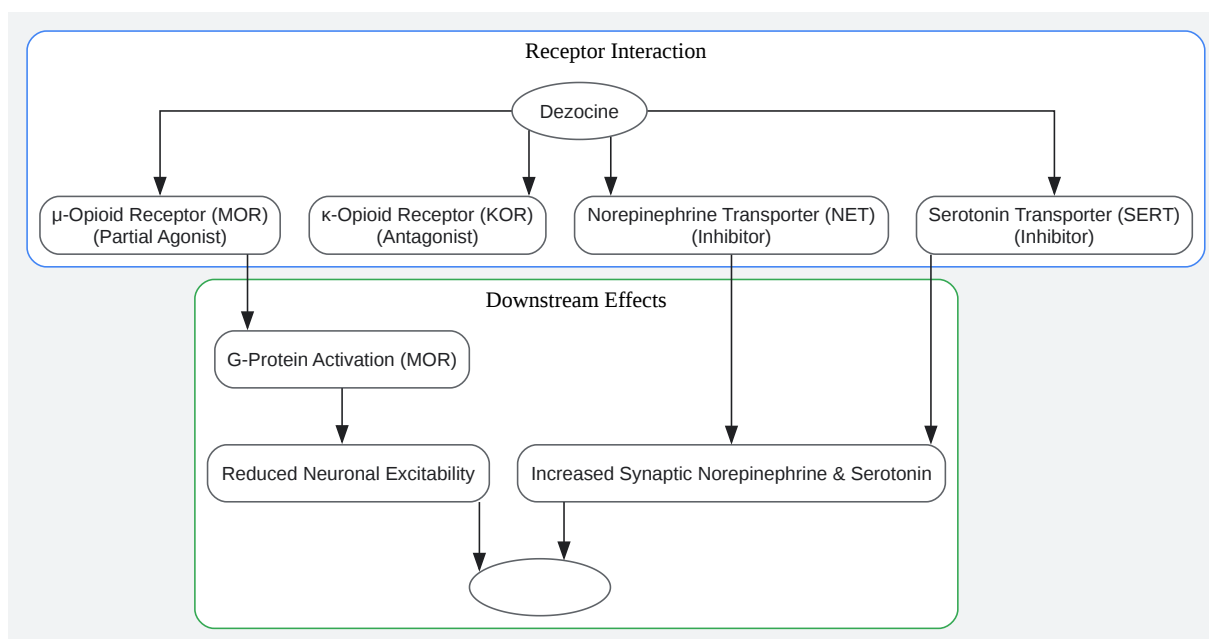 Receptor Interaction
Dezocine
μ-Opioid Receptor (MOR)
(Partial Agonist)
κ-Opioid Receptor (KOR)
(Antagonist)
Norepinephrine Transporter (NET)
(Inhibitor)
Serotonin Transporter (SERT)
(Inhibitor)
Downstream Effects
G-Protein Activation (MOR)
Reduced Neuronal Excitability
Increased Synaptic Norepinephrine & Serotonin